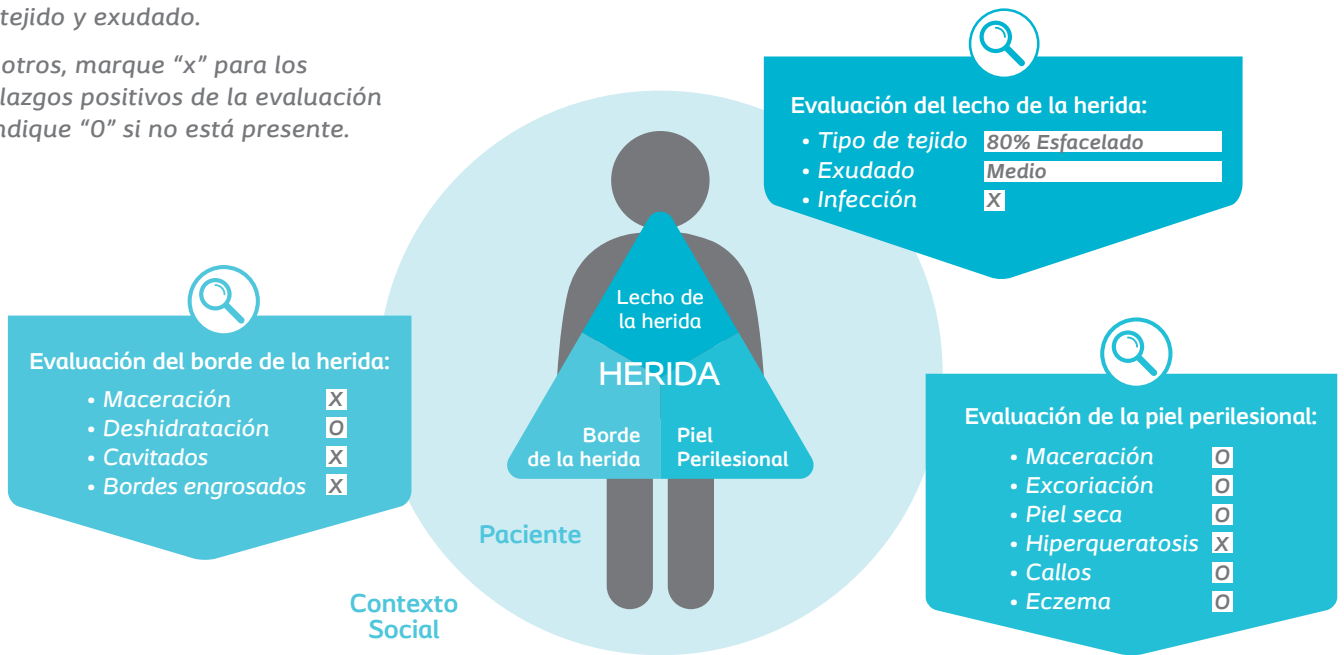 tejido y exudado.
otros, marque “x” para los
lazgos positivos de la evaluación
ndique “0” si no está presente.
Evaluación del lecho de la herida:
• Tipo de tejido 80% Esfacelado
• Exudado Medio
• Infección X
Lecho de
la herida
HERIDA
Borde
de la herida
Piel
Perilesional
Evaluación del borde de la herida:
• Maceración X
• Deshidratación O
• Cavitados X
• Bordes engrosados X
Evaluación de la piel perilesional:
• Maceración O
• Excoriación O
• Piel seca O
• Hiperqueratosis X
• Callos O
• Eczema O
Paciente
Contexto
Social